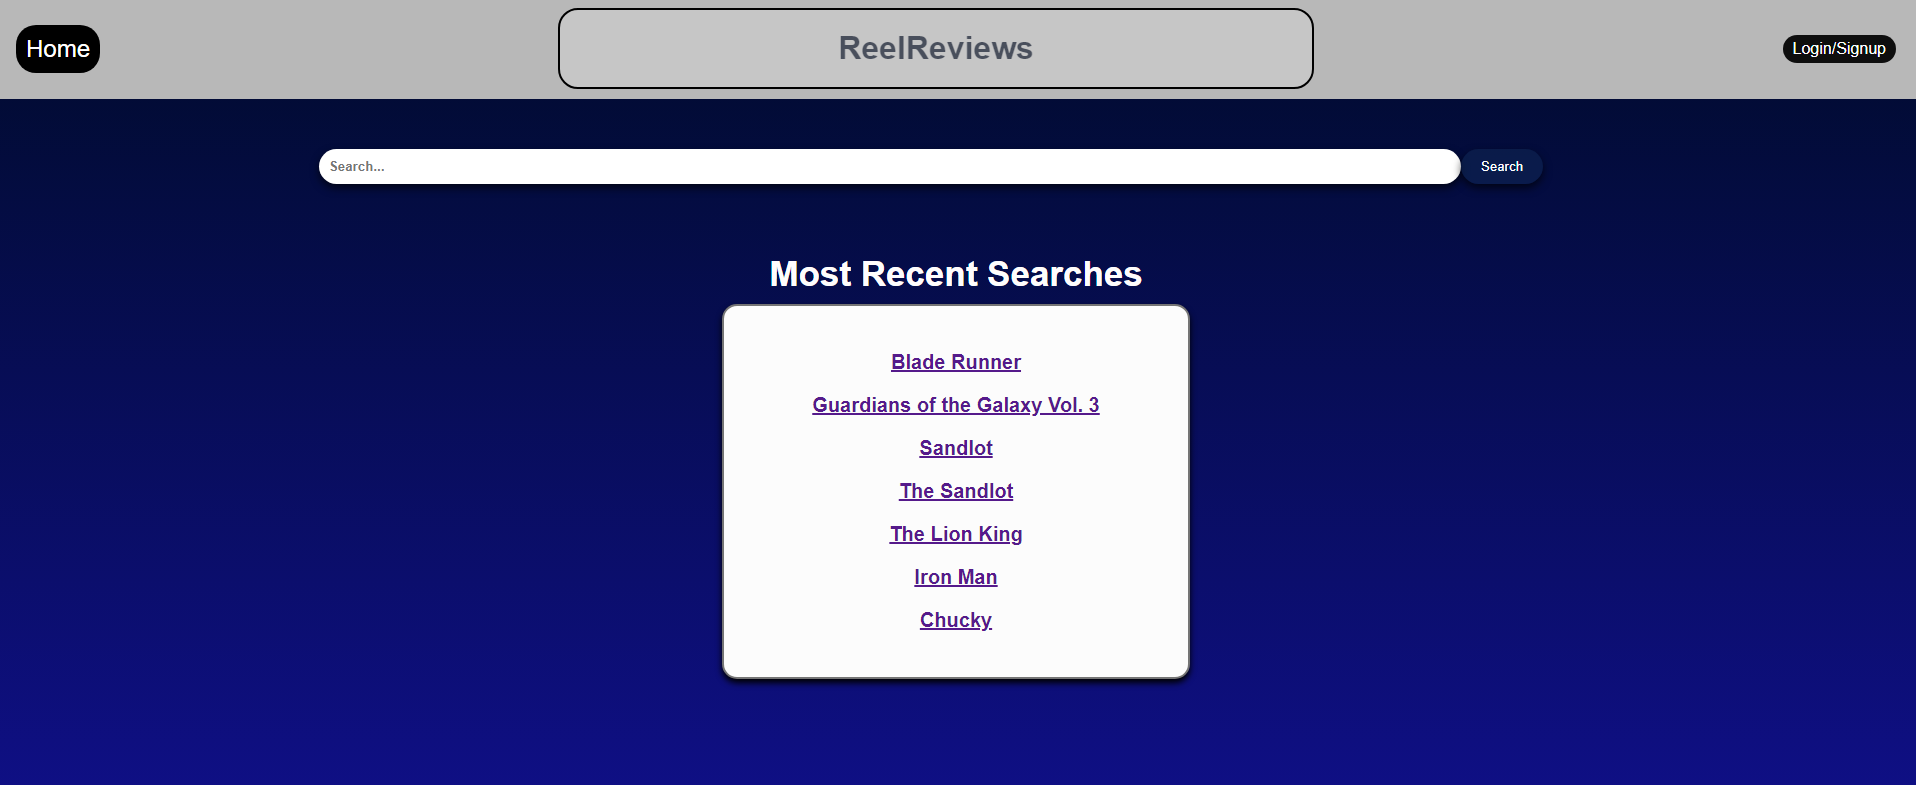 Home
ReelReviews
Login/Signup
Search...
Search
Most Recent Searches
Blade Runner
Guardians of the Galaxy Vol. 3
Sandlot
The Sandlot
The Lion King
Iron Man
Chucky